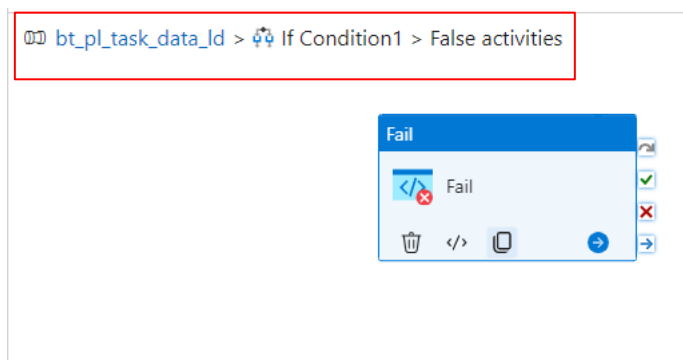 bt_pl_task_data_ld > If Condition1 > False activities
Fail
Fail